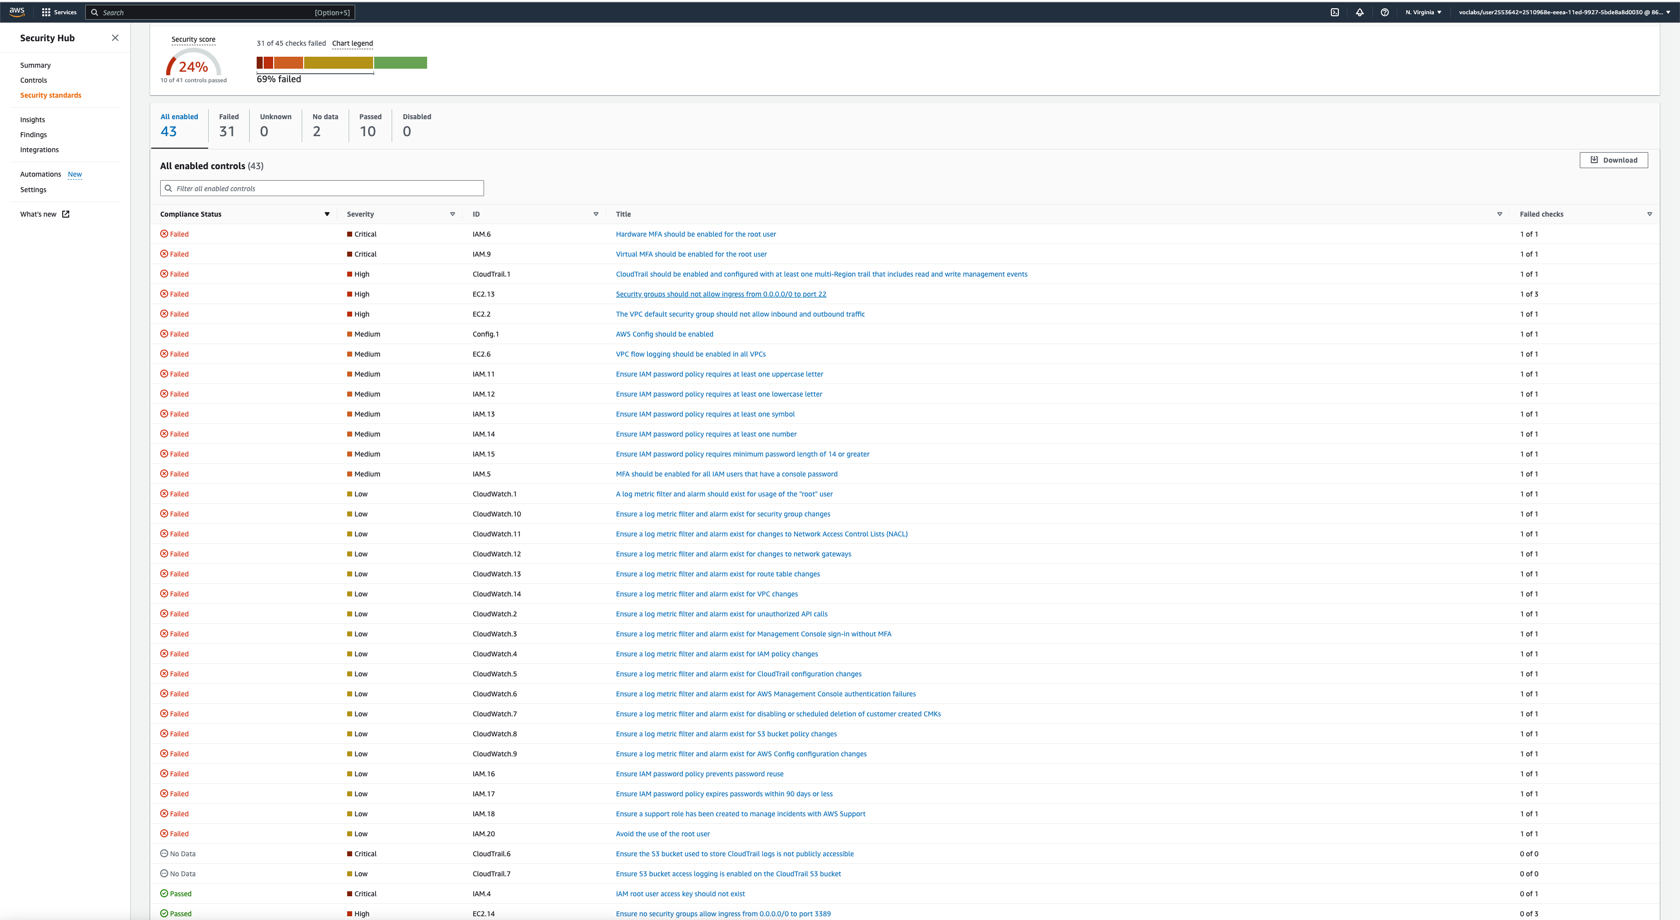 aws Services Search [Option+S] N. Virginia voclabs/user2553642=2510968e-eeea-11ed-9927-5bde8a8d0030 @ 86...
Security Hub
Summary
Controls
Security standards
Insights
Findings
Integrations
Automations New
Settings
What's new
Security score
24%
10 of 41 controls passed
31 of 45 checks failed Chart legend
69% failed
All enabled Failed Unknown No data Passed Disabled
43 31 0 2 10 0
All enabled controls (43)
Download
Filter all enabled controls
Compliance Status Severity ID Title Failed checks
Failed Critical IAM.6 Hardware MFA should be enabled for the root user 1 of 1
Failed Critical IAM.9 Virtual MFA should be enabled for the root user 1 of 1
Failed High CloudTrail.1 CloudTrail should be enabled and configured with at least one multi-Region trail that includes read and write management events 1 of 1
Failed High EC2.13 Security groups should not allow ingress from 0.0.0.0/0 to port 22 1 of 3
Failed High EC2.2 The VPC default security group should not allow inbound and outbound traffic 1 of 1
Failed Medium Config.1 AWS Config should be enabled 1 of 1
Failed Medium EC2.6 VPC flow logging should be enabled in all VPCs 1 of 1
Failed Medium IAM.11 Ensure IAM password policy requires at least one uppercase letter 1 of 1
Failed Medium IAM.12 Ensure IAM password policy requires at least one lowercase letter 1 of 1
Failed Medium IAM.13 Ensure IAM password policy requires at least one symbol 1 of 1
Failed Medium IAM.14 Ensure IAM password policy requires at least one number 1 of 1
Failed Medium IAM.15 Ensure IAM password policy requires minimum password length of 14 or greater 1 of 1
Failed Medium IAM.5 MFA should be enabled for all IAM users that have a console password 1 of 1
Failed Low CloudWatch.1 A log metric filter and alarm should exist for usage of the "root" user 1 of 1
Failed Low CloudWatch.10 Ensure a log metric filter and alarm exist for security group changes 1 of 1
Failed Low CloudWatch.11 Ensure a log metric filter and alarm exist for changes to Network Access Control Lists (NACL) 1 of 1
Failed Low CloudWatch.12 Ensure a log metric filter and alarm exist for changes to network gateways 1 of 1
Failed Low CloudWatch.13 Ensure a log metric filter and alarm exist for route table changes 1 of 1
Failed Low CloudWatch.14 Ensure a log metric filter and alarm exist for VPC changes 1 of 1
Failed Low CloudWatch.2 Ensure a log metric filter and alarm exist for unauthorized API calls 1 of 1
Failed Low CloudWatch.3 Ensure a log metric filter and alarm exist for Management Console sign-in without MFA 1 of 1
Failed Low CloudWatch.4 Ensure a log metric filter and alarm exist for IAM policy changes 1 of 1
Failed Low CloudWatch.5 Ensure a log metric filter and alarm exist for CloudTrail configuration changes 1 of 1
Failed Low CloudWatch.6 Ensure a log metric filter and alarm exist for AWS Management Console authentication failures 1 of 1
Failed Low CloudWatch.7 Ensure a log metric filter and alarm exist for disabling or scheduled deletion of customer created CMKs 1 of 1
Failed Low CloudWatch.8 Ensure a log metric filter and alarm exist for S3 bucket policy changes 1 of 1
Failed Low CloudWatch.9 Ensure a log metric filter and alarm exist for AWS Config configuration changes 1 of 1
Failed Low IAM.16 Ensure IAM password policy prevents password reuse 1 of 1
Failed Low IAM.17 Ensure IAM password policy expires passwords within 90 days or less 1 of 1
Failed Low IAM.18 Ensure a support role has been created to manage incidents with AWS Support 1 of 1
Failed Low IAM.20 Avoid the use of the root user 1 of 1
No Data Critical CloudTrail.6 Ensure the S3 bucket used to store CloudTrail logs is not publicly accessible 0 of 0
No Data Low CloudTrail.7 Ensure S3 bucket access logging is enabled on the CloudTrail S3 bucket 0 of 0
Passed Critical IAM.4 IAM root user access key should not exist 0 of 1
Passed High EC2.14 Ensure no security groups allow ingress from 0.0.0.0/0 to port 3389 0 of 3